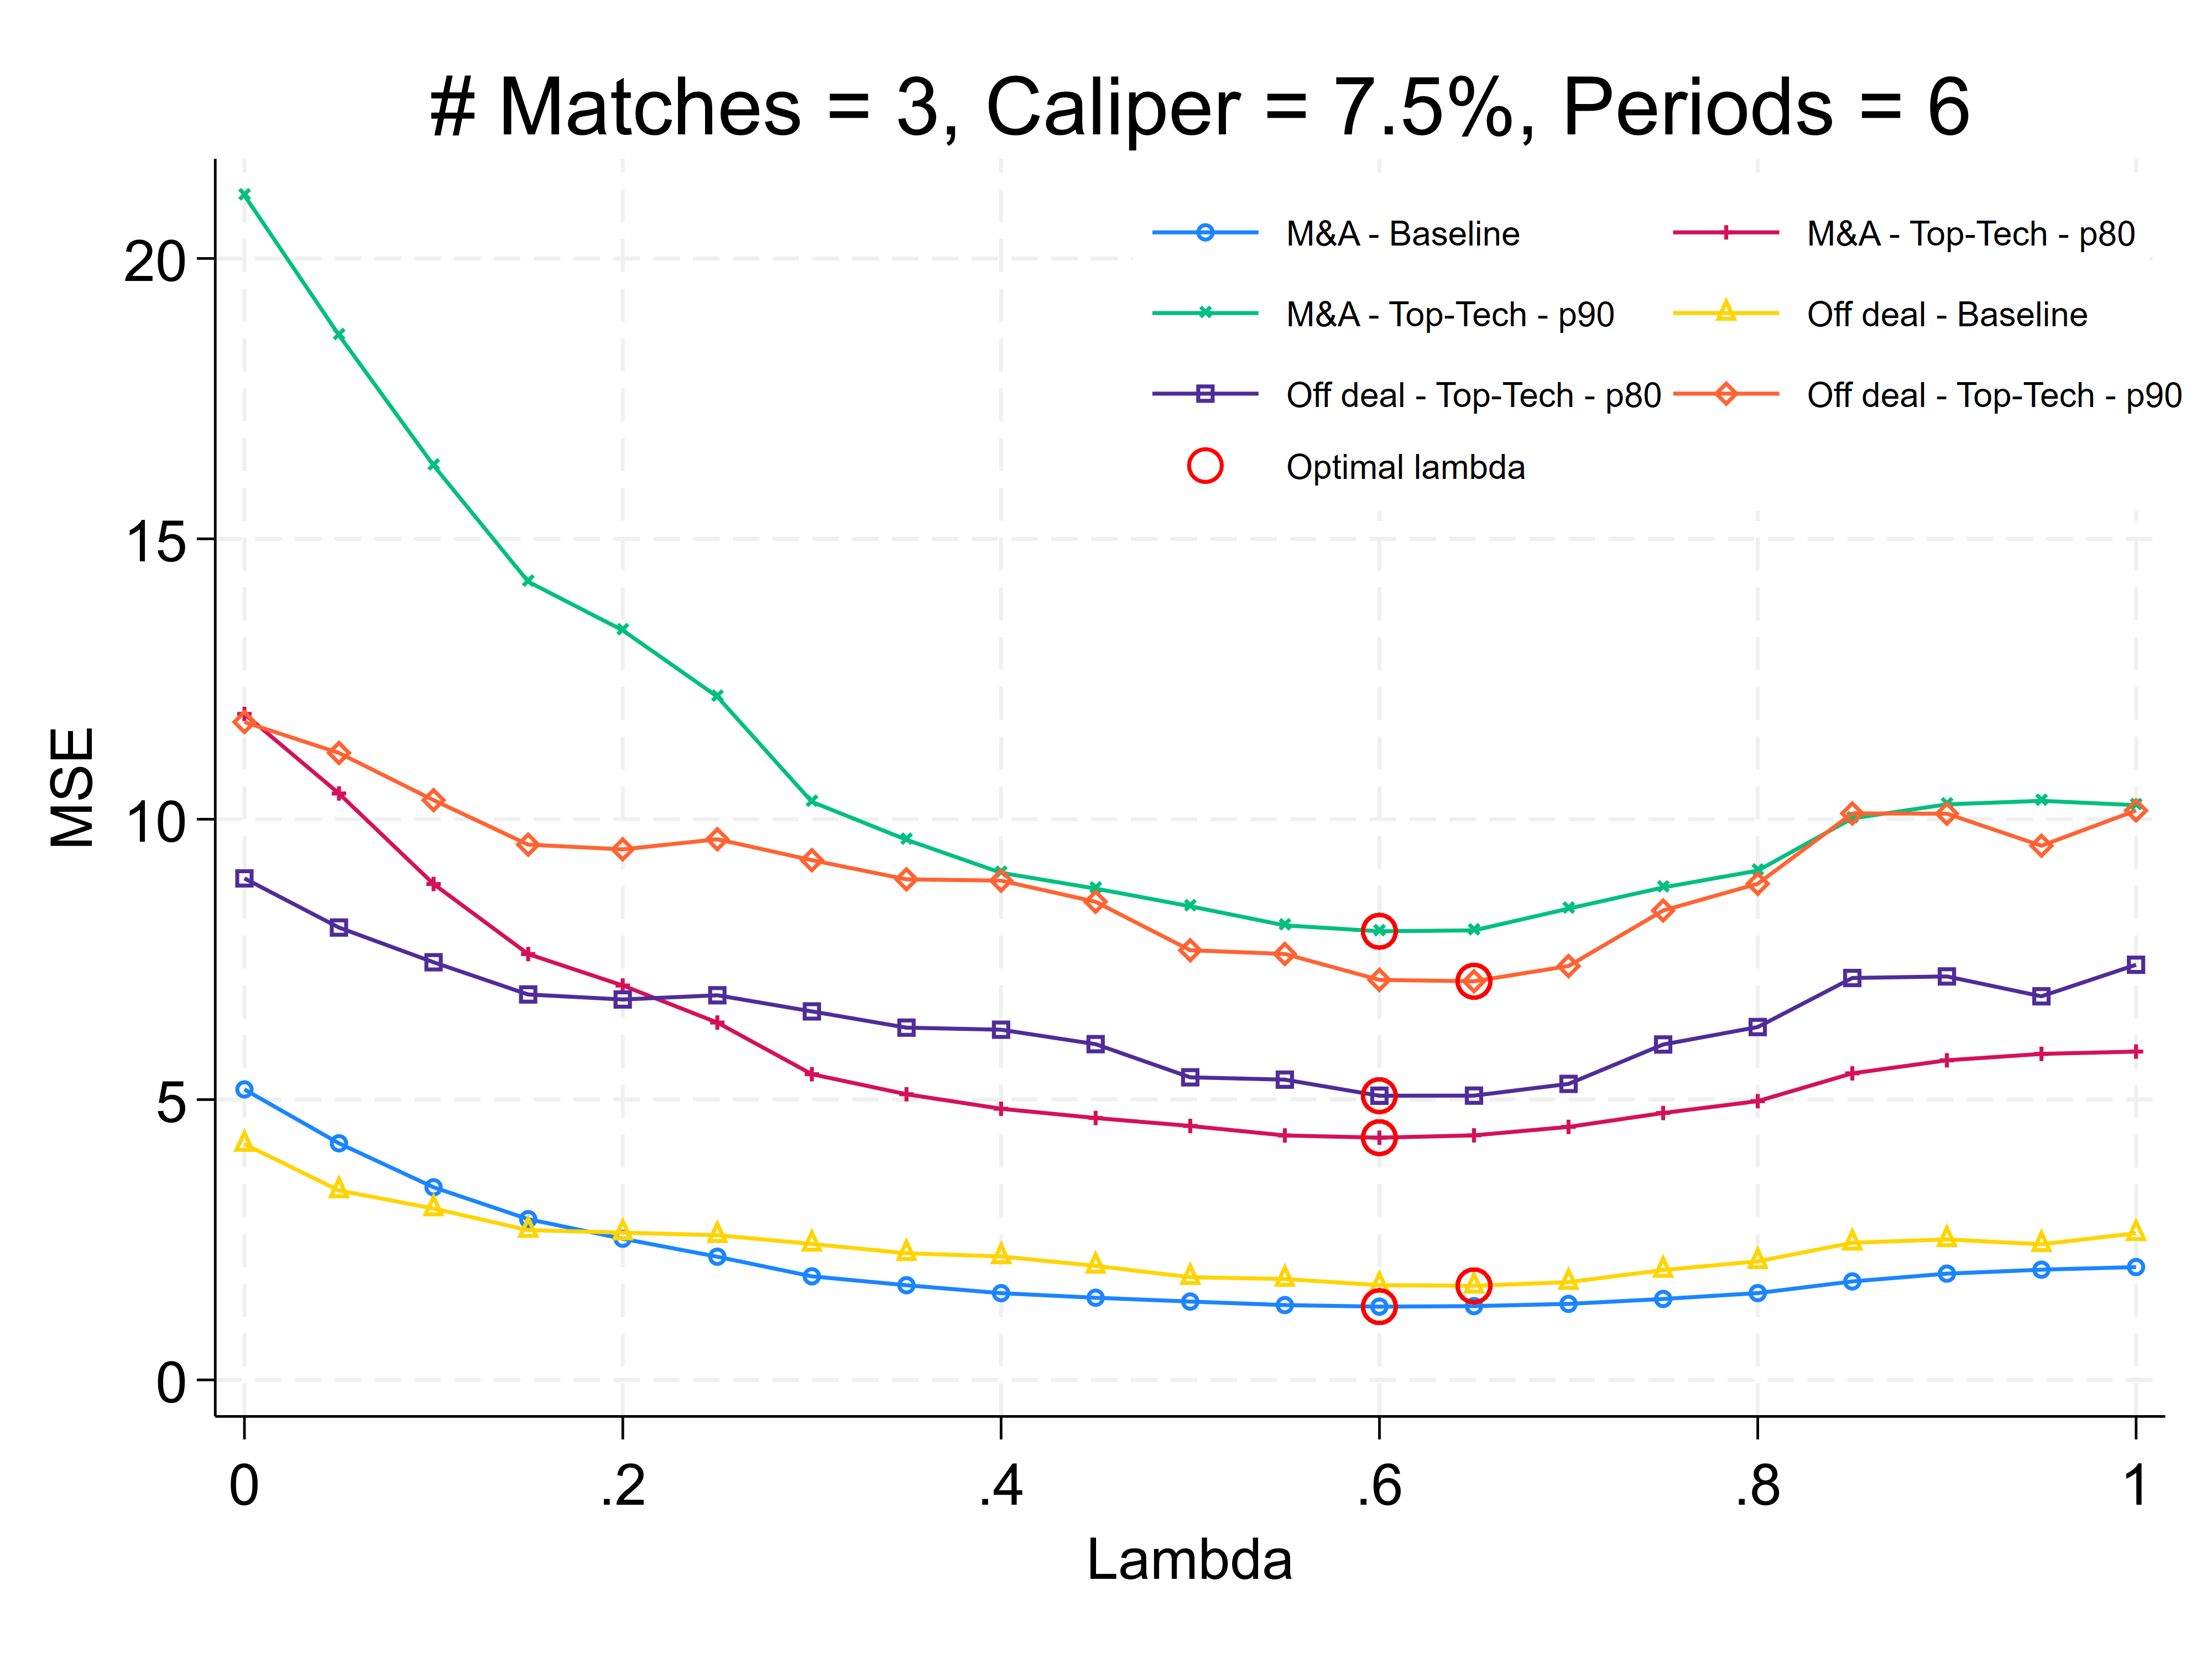 # Matches = 3, Caliper = 7.5%, Periods = 6
M&A - Baseline
M&A - Top-Tech - p80
M&A - Top-Tech - p90
Off deal - Baseline
Off deal - Top-Tech - p80
Off deal - Top-Tech - p90
Optimal lambda
MSE
20
15
10
5
0
0 .2 .4 .6 .8 1
Lambda